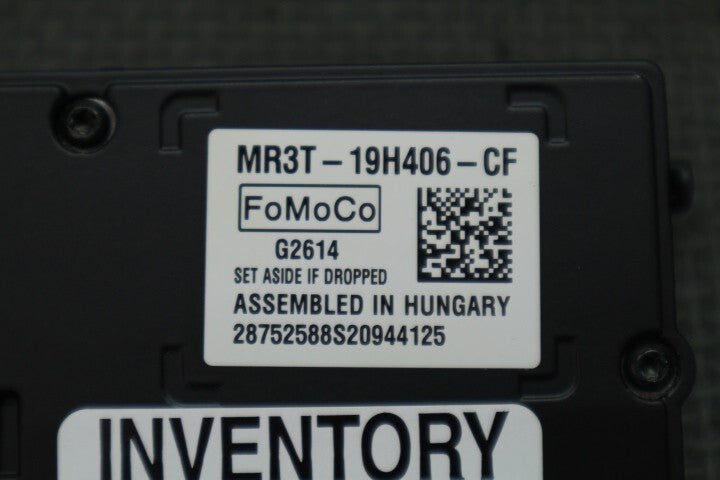 MR3T-19H406-CF
FoMoCo
G2614
SET ASIDE IF DROPPED
ASSEMBLED IN HUNGARY
28752588S20944125
INVENTORY